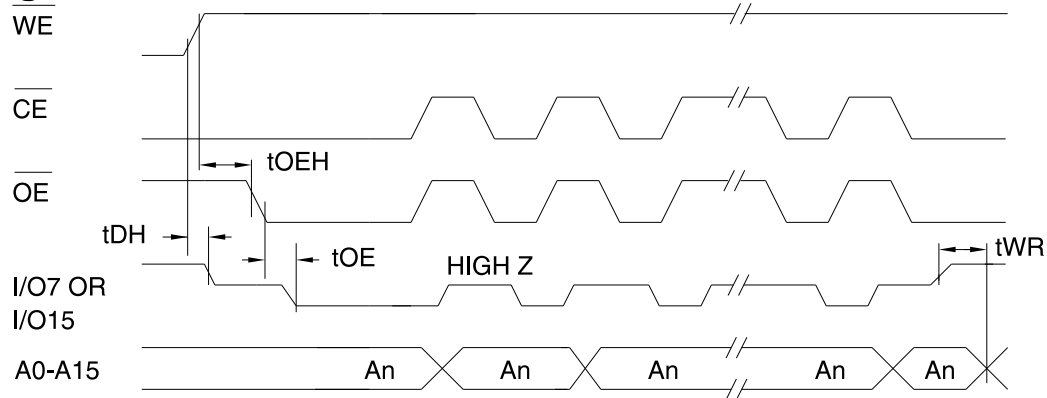 WE
CE
tOEH
OE
tDH
tOE
HIGH Z
tWR
I/O7 OR
I/O15
A0-A15
An
An
An
An
An